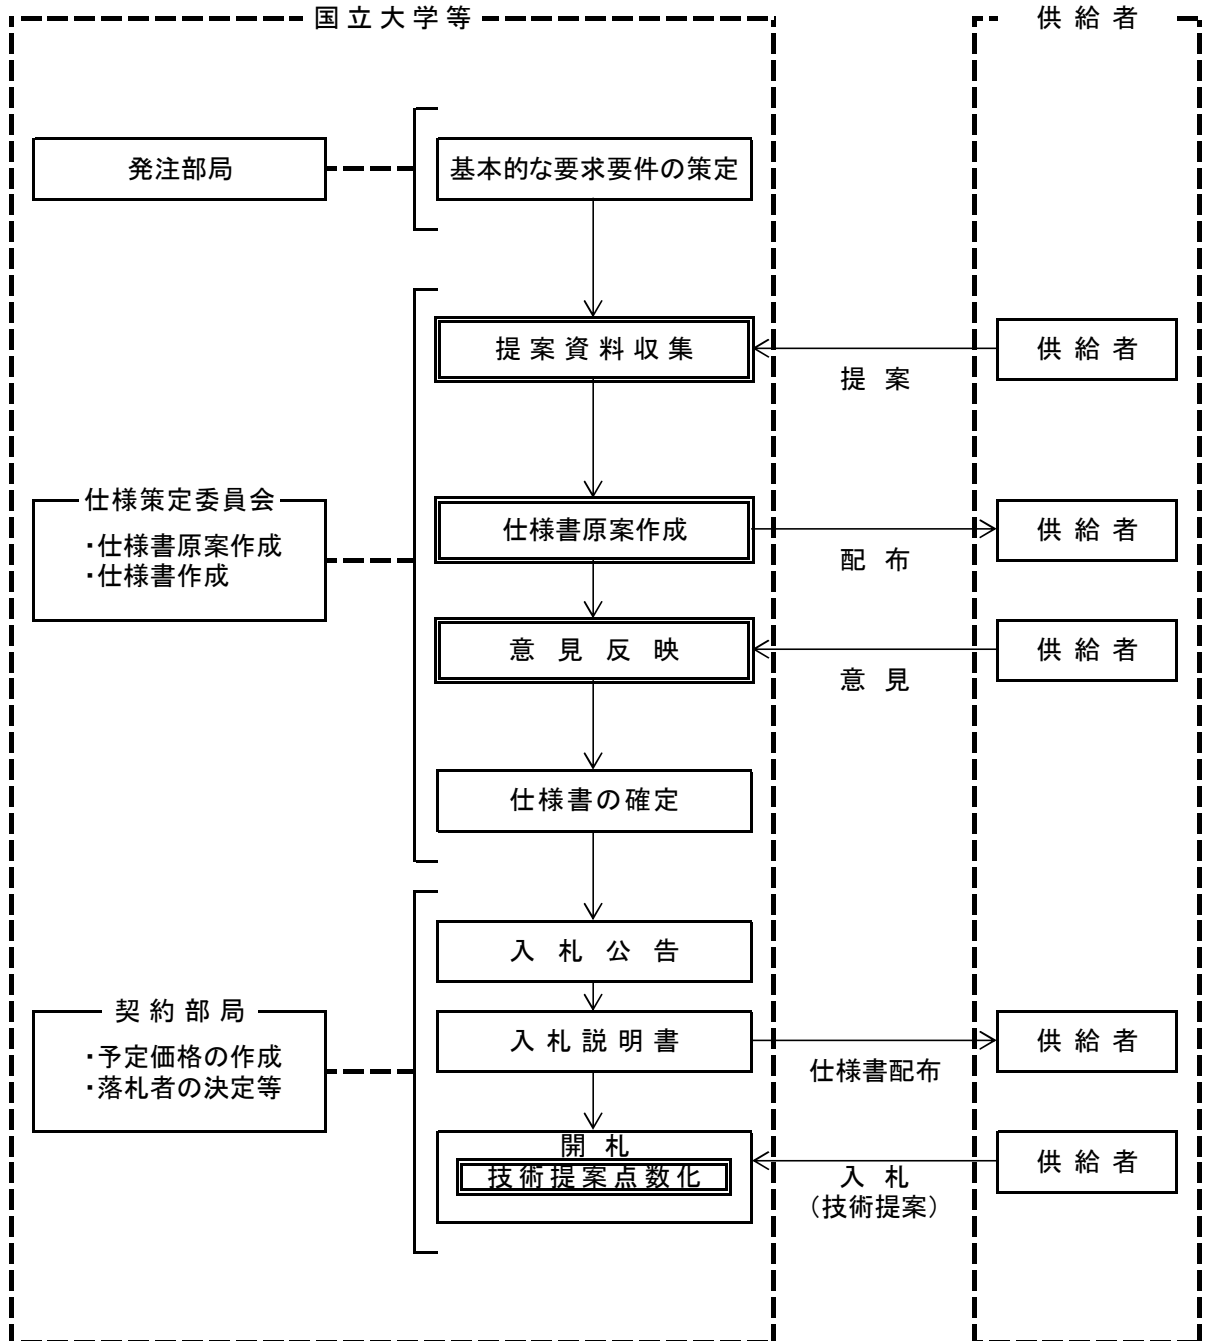 国立大学等
供給者
発注部局
基本的な要求要件の策定
提案資料収集
供給者
提案
仕様策定委員会
・仕様書原案作成
・仕様書作成
仕様書原案作成
供給者
配布
意見反映
供給者
意見
仕様書の確定
入札公告
契約部局
・予定価格の作成
・落札者の決定等
入札説明書
供給者
仕様書配布
開札
技術提案点数化
供給者
入札
（技術提案）